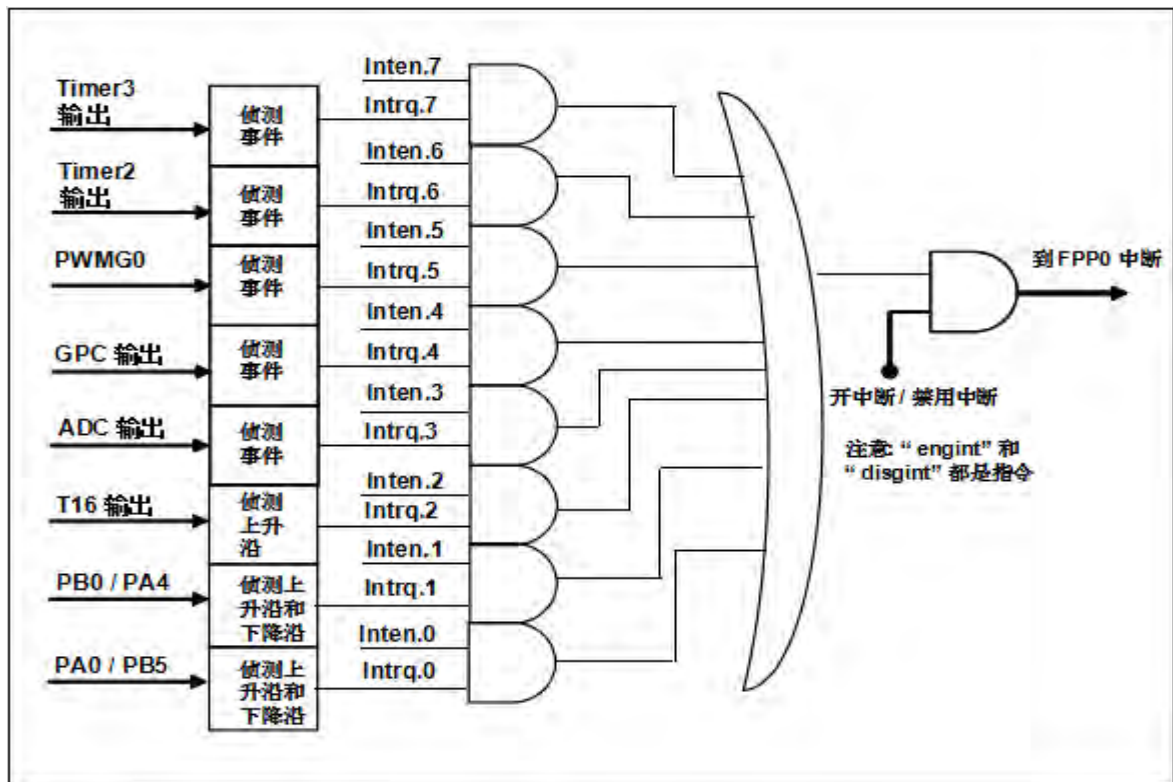 Timer3
输出
侦测
事件
Inten.7
Intrq.7
Timer2
输出
侦测
事件
Inten.6
Intrq.6
PWMG0
侦测
事件
Inten.5
Intrq.5
GPC 输出
侦测
事件
Inten.4
Intrq.4
ADC 输出
侦测
事件
Inten.3
Intrq.3
T16 输出
侦测
上升
沿
Inten.2
Intrq.2
PB0 / PA4
侦测上
升沿和
下降沿
Inten.1
Intrq.1
PA0 / PB5
侦测上
升沿和
下降沿
Inten.0
Intrq.0
到 FPP0 中断
开中断 / 禁用中断
注意: “ engint” 和
“ disgint” 都是指令